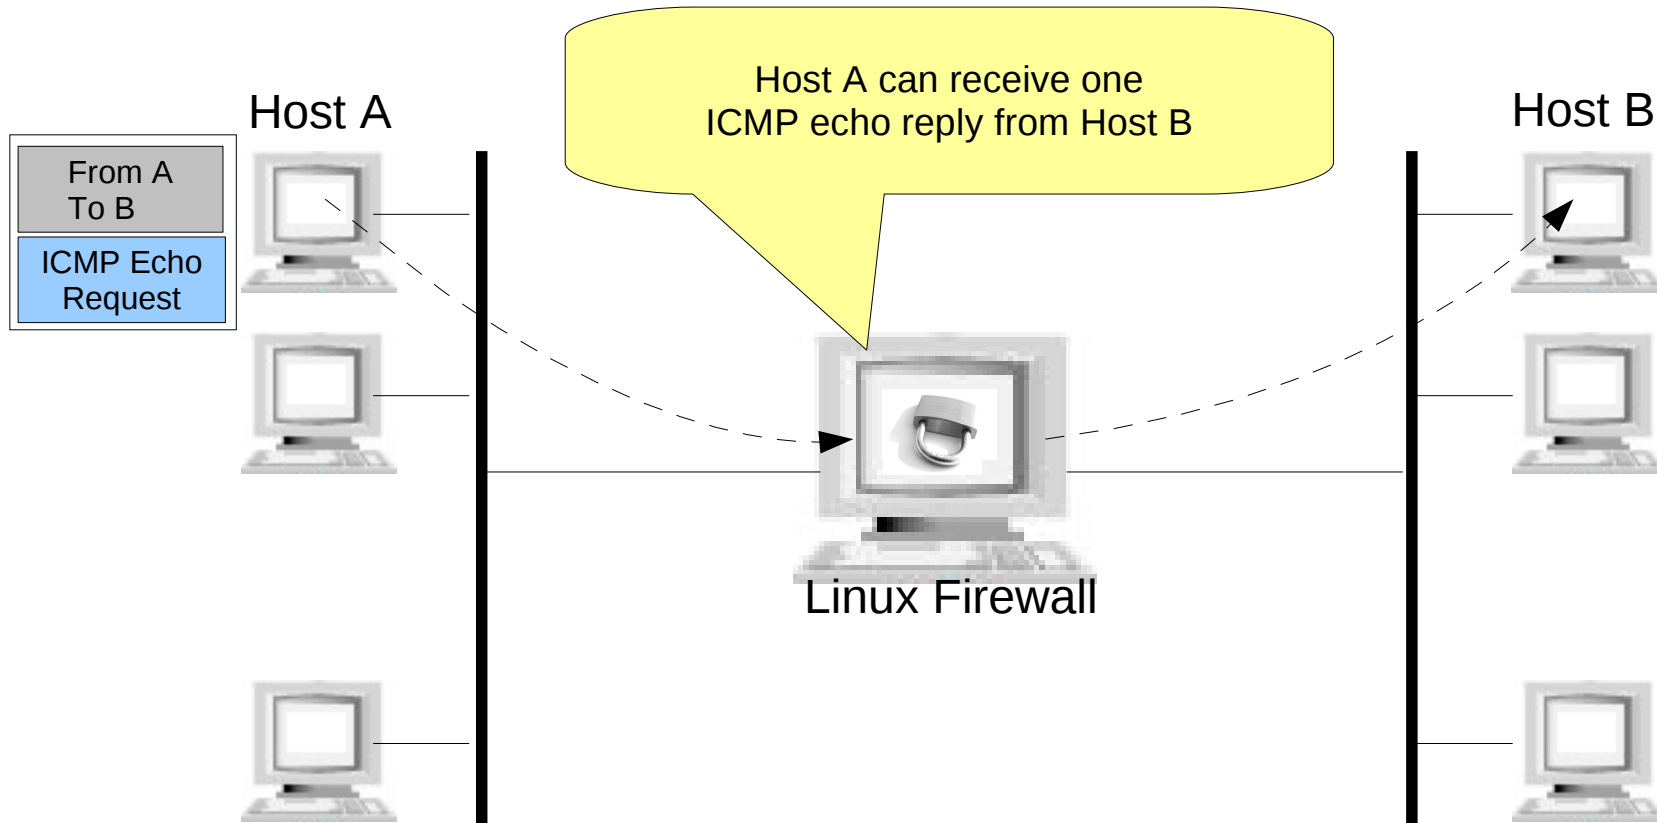 Host A can receive one
ICMP echo reply from Host B
Host A
Host B
From A
To B
ICMP Echo
Request
Linux Firewall